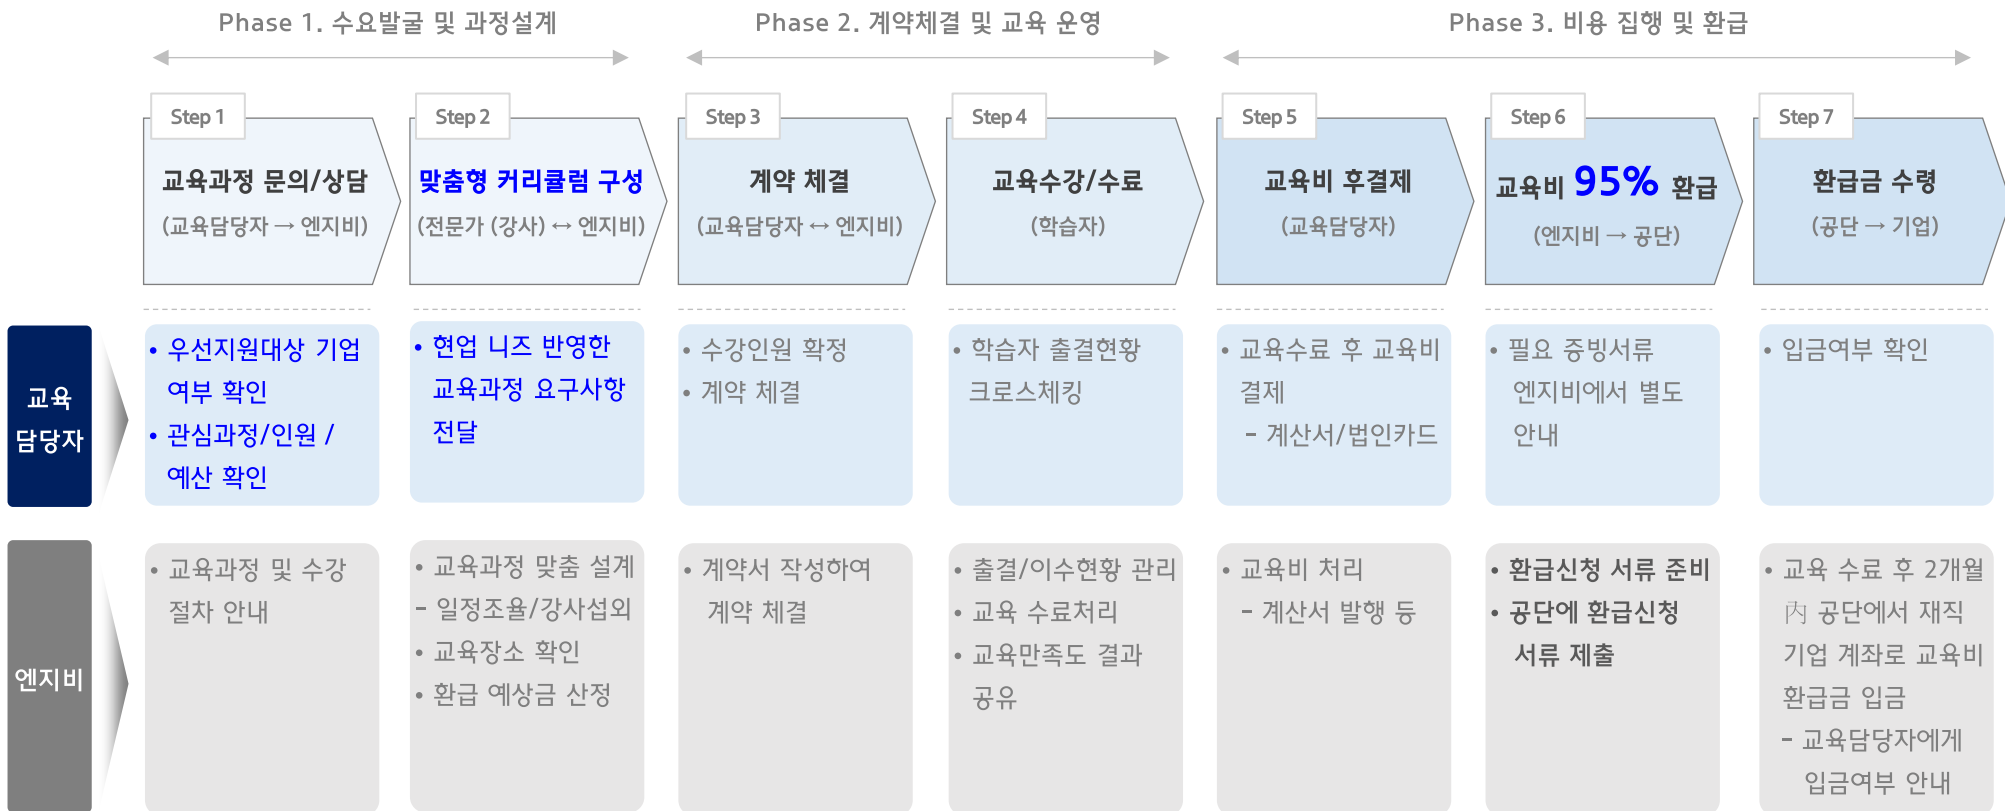 Phase 1. 수요발굴 및 과정설계
Phase 2. 계약체결 및 교육 운영
Phase 3. 비용 집행 및 환급
Step 1
교육과정 문의/상담
(교육담당자 → 엔지비)
Step 2
맞춤형 커리큘럼 구성
(전문가 (강사) ↔ 엔지비)
Step 3
계약 체결
(교육담당자 ↔ 엔지비)
Step 4
교육수강/수료
(학습자)
Step 5
교육비 후결제
(교육담당자)
Step 6
교육비 95% 환급
(엔지비 → 공단)
Step 7
환급금 수령
(공단 → 기업)
교육
담당자
• 우선지원대상 기업
여부 확인
• 관심과정/인원 /
예산 확인
• 현업 니즈 반영한
교육과정 요구사항
전달
• 수강인원 확정
• 계약 체결
• 학습자 출결현황
크로스체킹
• 교육수료 후 교육비
결제
- 계산서/법인카드
• 필요 증빙서류
엔지비에서 별도
안내
• 입금여부 확인
엔지비
• 교육과정 및 수강
절차 안내
• 교육과정 맞춤 설계
- 일정조율/강사섭외
• 교육장소 확인
• 환급 예상금 산정
• 계약서 작성하여
계약 체결
• 출결/이수현황 관리
• 교육 수료처리
• 교육만족도 결과
공유
• 교육비 처리
- 계산서 발행 등
• 환급신청 서류 준비
• 공단에 환급신청
서류 제출
• 교육 수료 후 2개월
內 공단에서 재직
기업 계좌로 교육비
환급금 입금
- 교육담당자에게
입금여부 안내